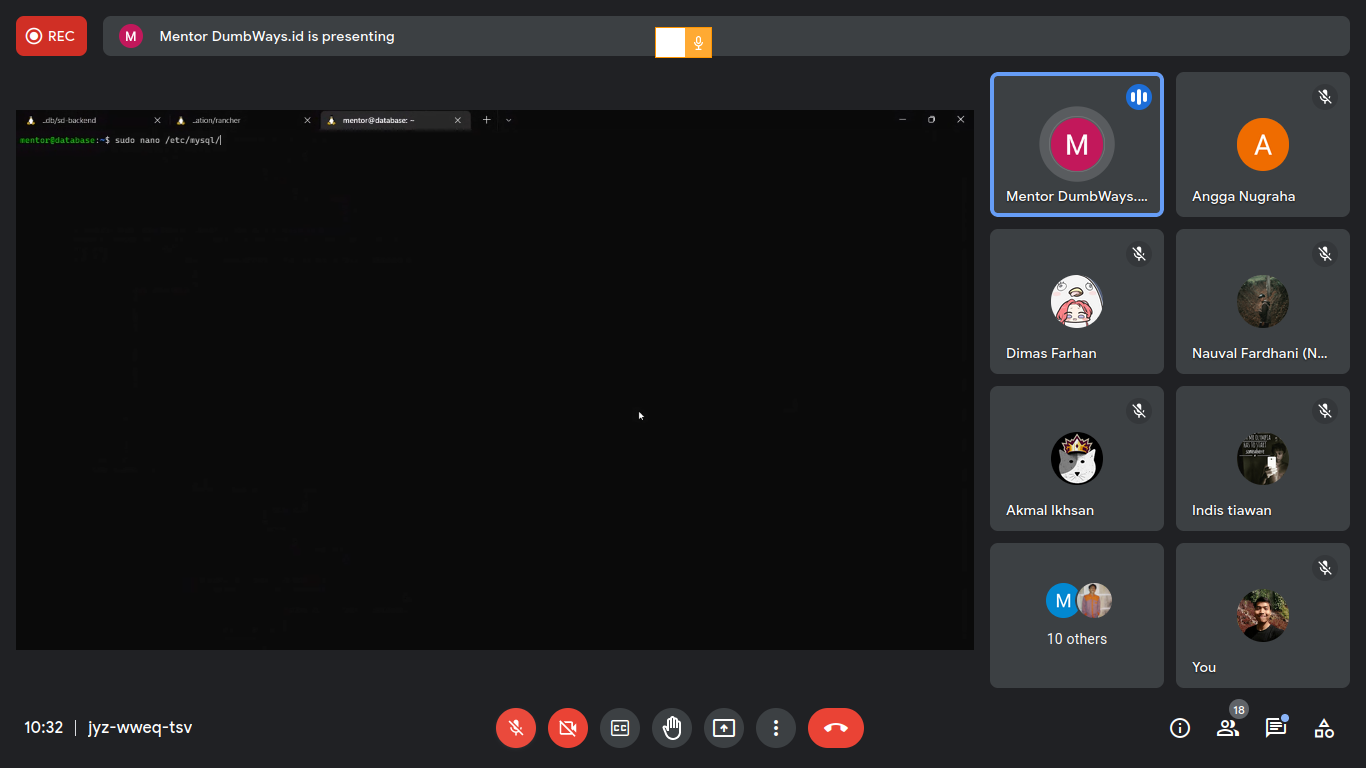 REC
M
Mentor DumbWays.id is presenting
..db/sd-backend
..ation/rancher
mentor@database: ~
mentor@database:~$ sudo nano /etc/mysql/
M
Mentor DumbWays....
A
Angga Nugraha
Dimas Farhan
Nauval Fardhani (N...
Akmal Ikhsan
Indis tiawan
M
10 others
You
10:32 | jyz-wweq-tsv
CC
18